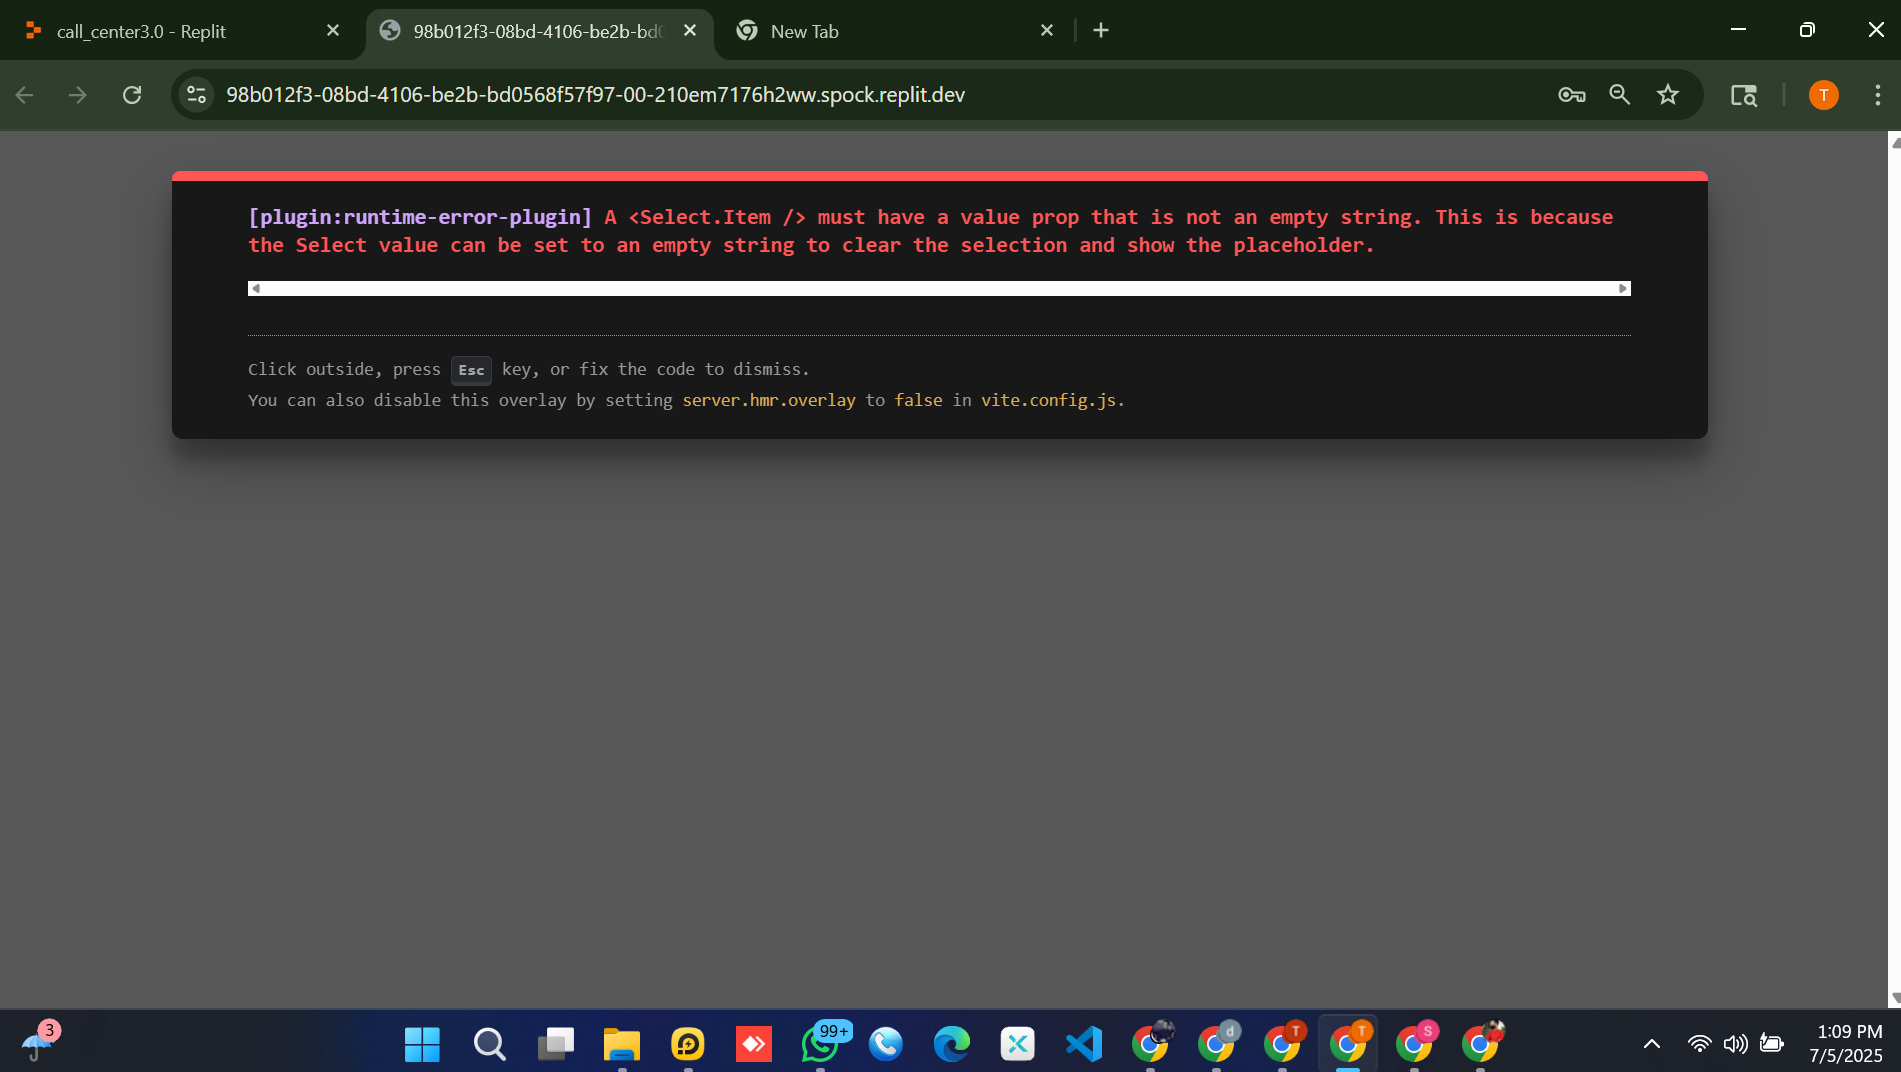 call_center3.0 - Replit
98b012f3-08bd-4106-be2b-bd0
New Tab
98b012f3-08bd-4106-be2b-bd0568f57f97-00-210em7176h2ww.spock.replit.dev
T
[plugin:runtime-error-plugin] A <Select.Item /> must have a value prop that is not an empty string. This is because
the Select value can be set to an empty string to clear the selection and show the placeholder.
Click outside, press Esc key, or fix the code to dismiss.
You can also disable this overlay by setting server.hmr.overlay to false in vite.config.js.
3
99+
d
T
T
S
1:09 PM
7/5/2025